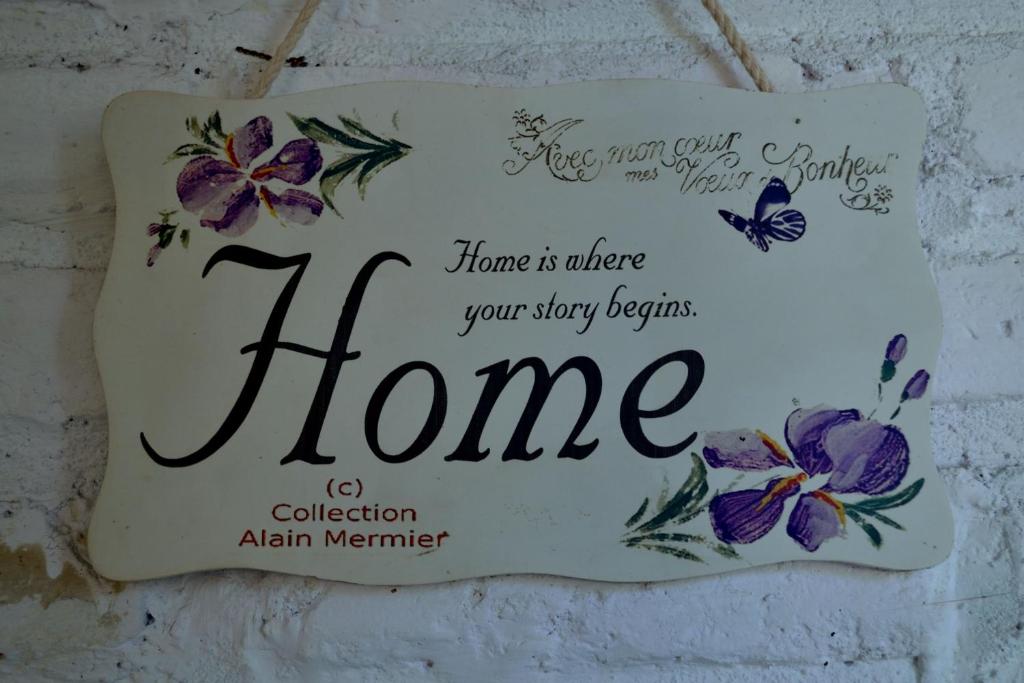 Avec mon cœur
mes Vœux de Bonheur
Home is where
your story begins.
Home
(c)
Collection
Alain Mermier